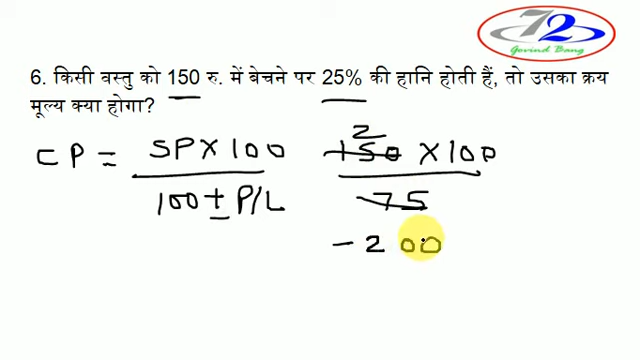 72
Govind Bang
6. किसी वस्तु को 150 रु. में बेचने पर 25% की हानि होती हैं, तो उसका क्रय
मूल्य क्या होगा?
CP = SP X 100 / 100 ± P/L
2
150 X 100 / 75
- 200